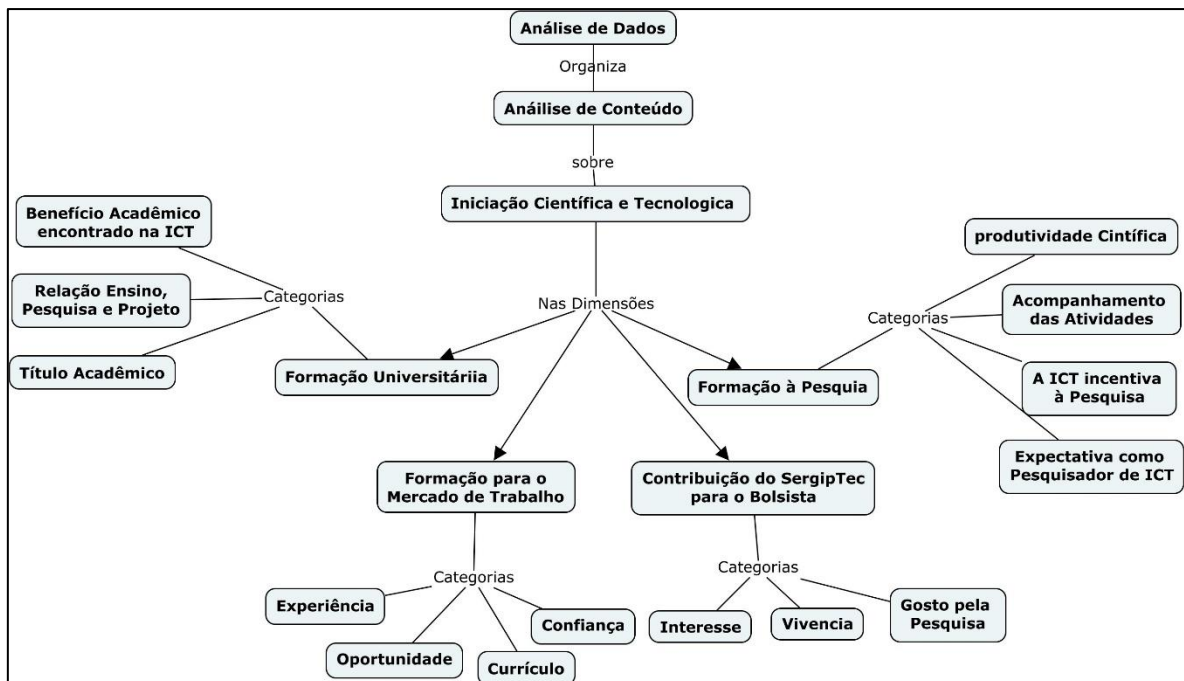 Análise de Dados
Organiza
Anáilise de Conteúdo
sobre
Iniciação Científica e Tecnologica
Benefício Acadêmico
encontrado na ICT
produtividade Cintífica
Relação Ensino,
Pesquisa e Projeto
Categorias
Nas Dimensões
Categorias
Acompanhamento
das Atividades
Título Acadêmico
Formação Universitáriia
Formação à Pesquia
A ICT incentiva
à Pesquisa
Expectativa como
Pesquisador de ICT
Formação para o
Mercado de Trabalho
Contribuição do SergipTec
para o Bolsista
Categorias
Categorias
Experiência
Confiança
Oportunidade
Currículo
Interesse
Vivencia
Gosto pela
Pesquisa